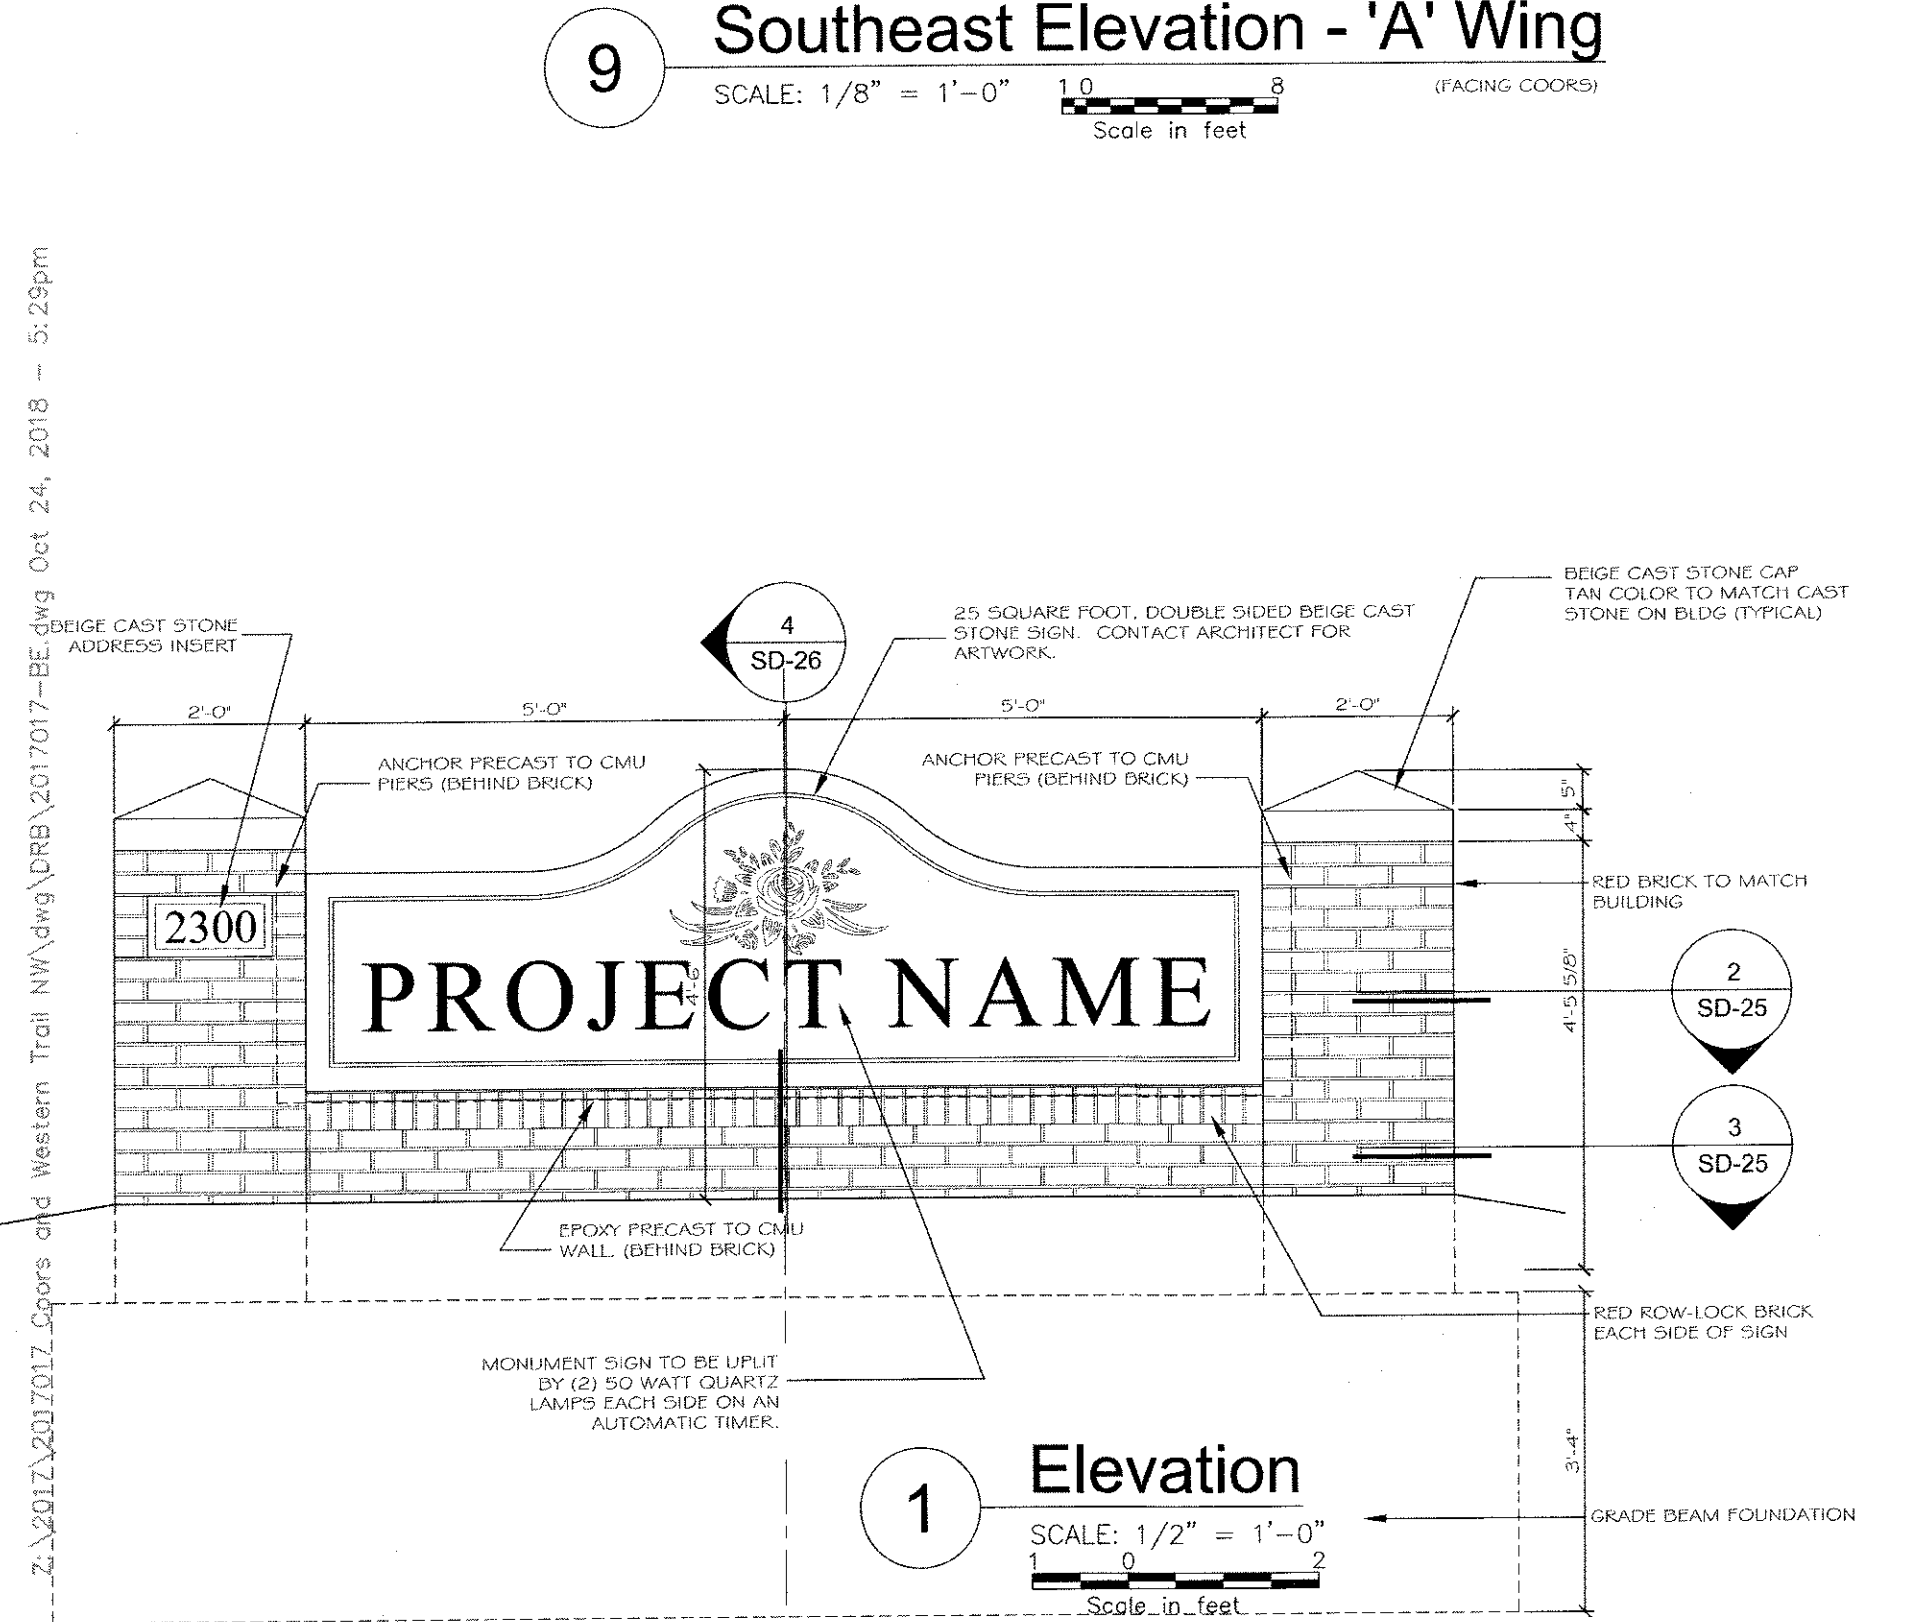 9
Southeast Elevation - 'A' Wing
SCALE: 1/8" = 1'-0"
1 0 8
Scale in feet
(FACING COORS)
Z:\2017\2017017 Coors and Western Trail NW\dwg\DRB\2017017-BE.dwg Oct 24, 2018 - 5:29pm
BEIGE CAST STONE
ADDRESS INSERT
4
SD-26
25 SQUARE FOOT, DOUBLE SIDED BEIGE CAST
STONE SIGN. CONTACT ARCHITECT FOR
ARTWORK.
BEIGE CAST STONE CAP
TAN COLOR TO MATCH CAST
STONE ON BLDG (TYPICAL)
2'-0"
5'-0"
5'-0"
2'-0"
ANCHOR PRECAST TO CMU
PIERS (BEHIND BRICK)
ANCHOR PRECAST TO CMU
PIERS (BEHIND BRICK)
5"
4"
RED BRICK TO MATCH
BUILDING
2300
PROJECT NAME
4'-6"
4'-5 5/8"
2
SD-25
3
SD-25
EPOXY PRECAST TO CMU
WALL (BEHIND BRICK)
RED ROW-LOCK BRICK
EACH SIDE OF SIGN
MONUMENT SIGN TO BE UPLIT
BY (2) 50 WATT QUARTZ
LAMPS EACH SIDE ON AN
AUTOMATIC TIMER.
3'-4"
GRADE BEAM FOUNDATION
1
Elevation
SCALE: 1/2" = 1'-0"
1 0 2
Scale in feet